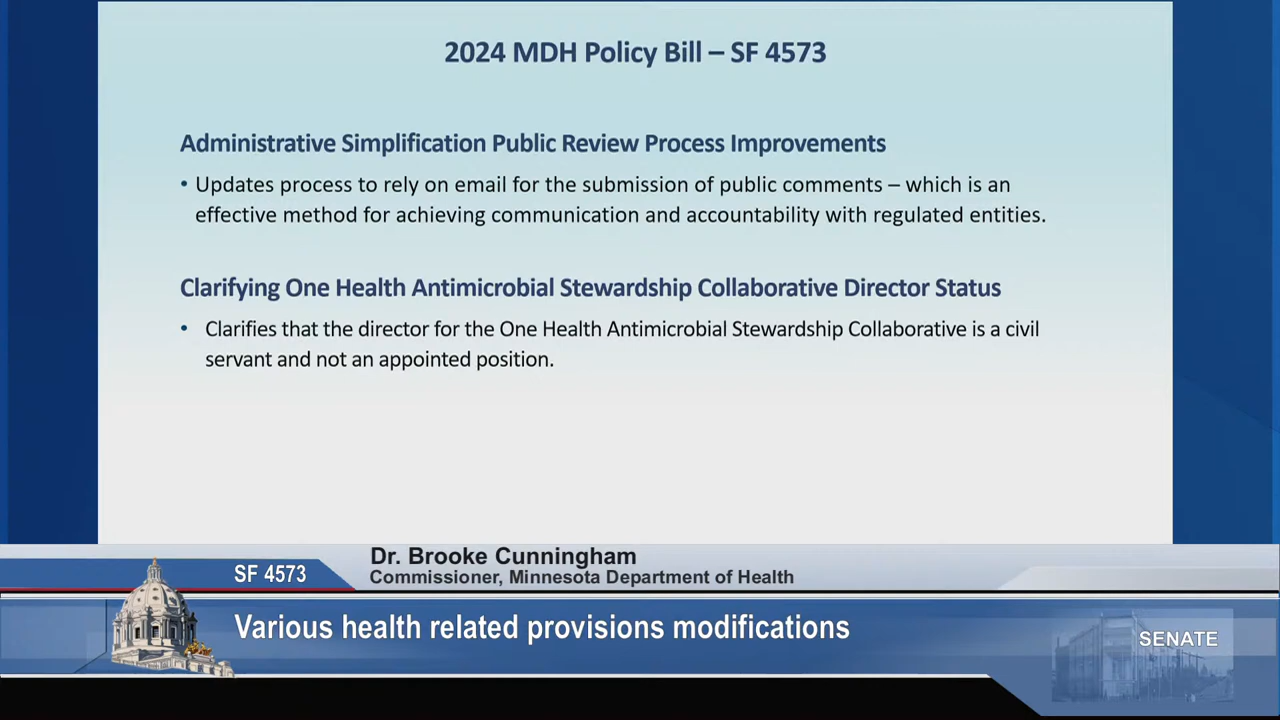 2024 MDH Policy Bill – SF 4573
Administrative Simplification Public Review Process Improvements
• Updates process to rely on email for the submission of public comments – which is an
effective method for achieving communication and accountability with regulated entities.
Clarifying One Health Antimicrobial Stewardship Collaborative Director Status
• Clarifies that the director for the One Health Antimicrobial Stewardship Collaborative is a civil
servant and not an appointed position.
Dr. Brooke Cunningham
SF 4573
Commissioner, Minnesota Department of Health
Various health related provisions modifications
SENATE